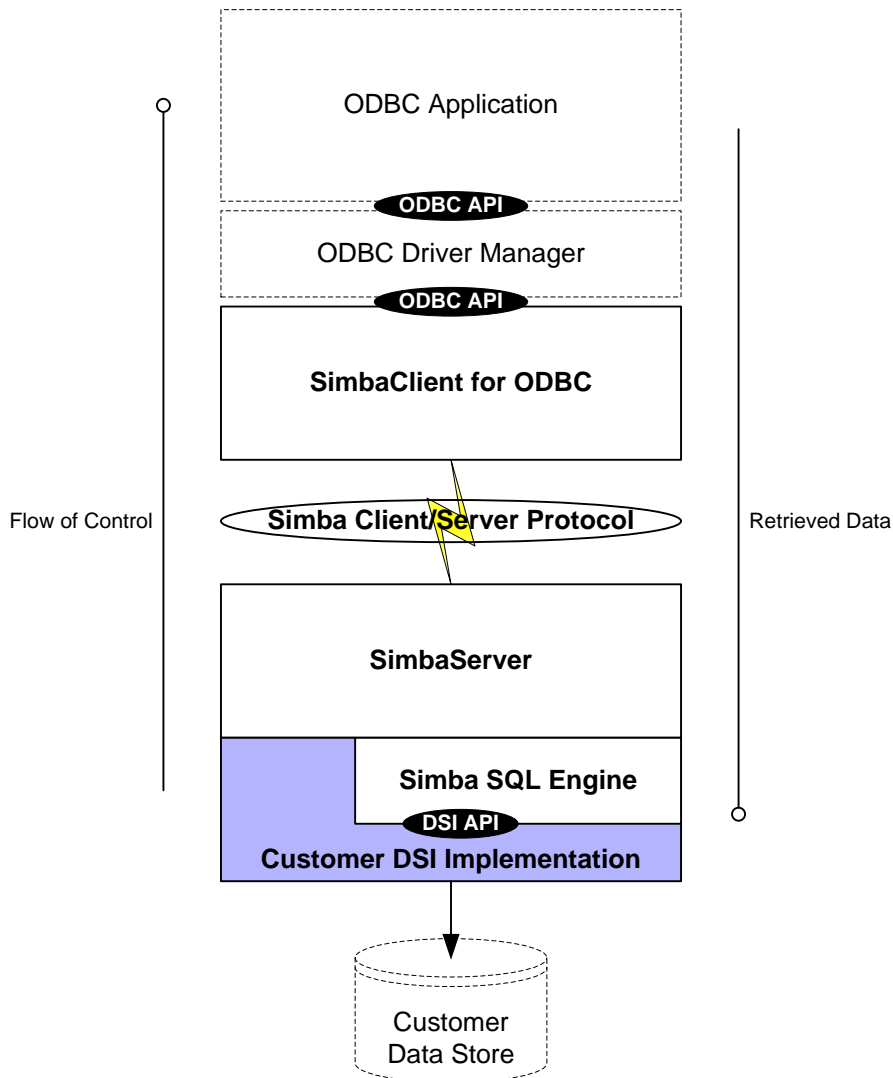 ODBC Application
ODBC API
ODBC Driver Manager
ODBC API
SimbaClient for ODBC
Flow of Control
Simba Client/Server Protocol
Retrieved Data
SimbaServer
Simba SQL Engine
DSI API
Customer DSI Implementation
Customer
Data Store